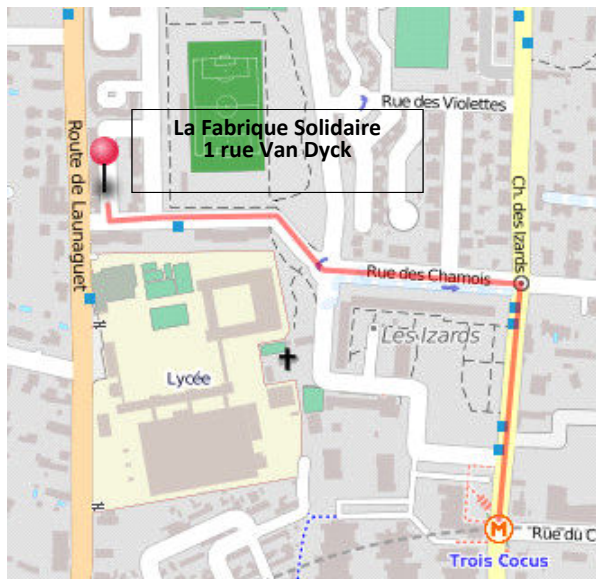 Rue des Violettes
La Fabrique Solidaire
1 rue Van Dyck
Route de Launaguet
Ch. des Izards
Rue des Chamois
Les Izards
Lycée
M
Rue du C
Trois Cocus